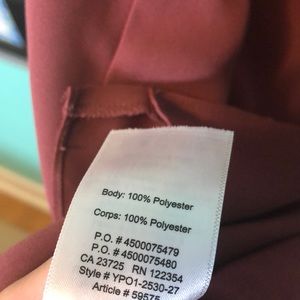 Body: 100% Polyester
Corps: 100% Polyester
P.O. # 4500075479
P.O. # 4500075480
CA 23725 RN 122354
Style # YPO1-2530-27
Article # 59575